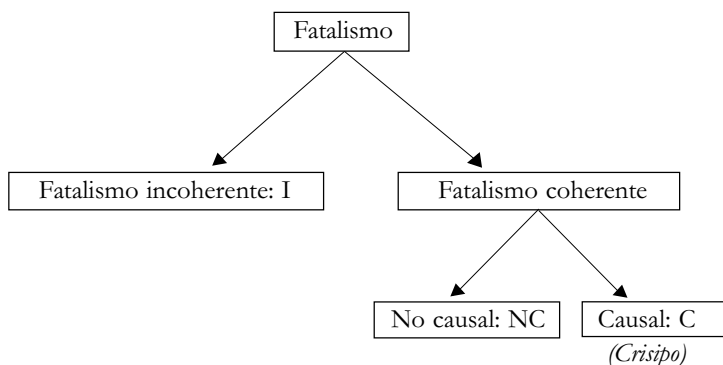 Fatalismo
Fatalismo incoherente: I
Fatalismo coherente
No causal: NC
Causal: C
(Crisipo)